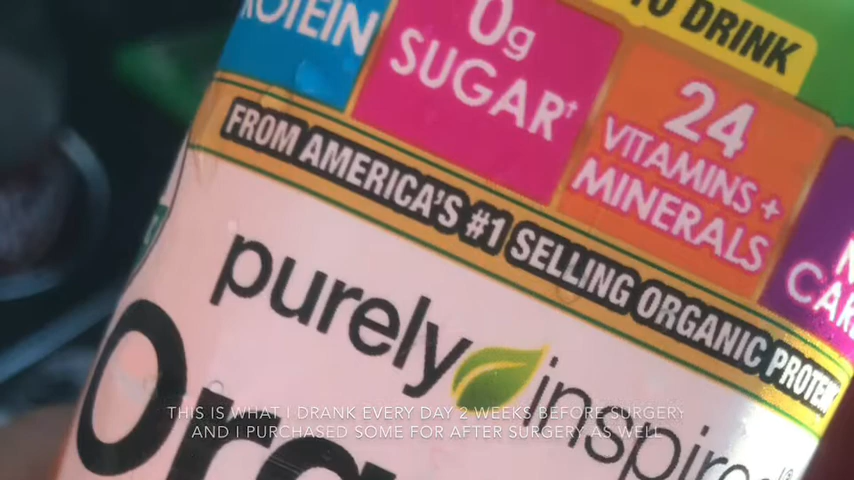 ROTEIN
0g
SUGAR†
TO DRINK
24
VITAMINS +
MINERALS
FROM AMERICA'S #1 SELLING ORGANIC PROTEIN
purely inspired
THIS IS WHAT I DRANK EVERY DAY 2 WEEKS BEFORE SURGERY
AND I PURCHASED SOME FOR AFTER SURGERY AS WELL